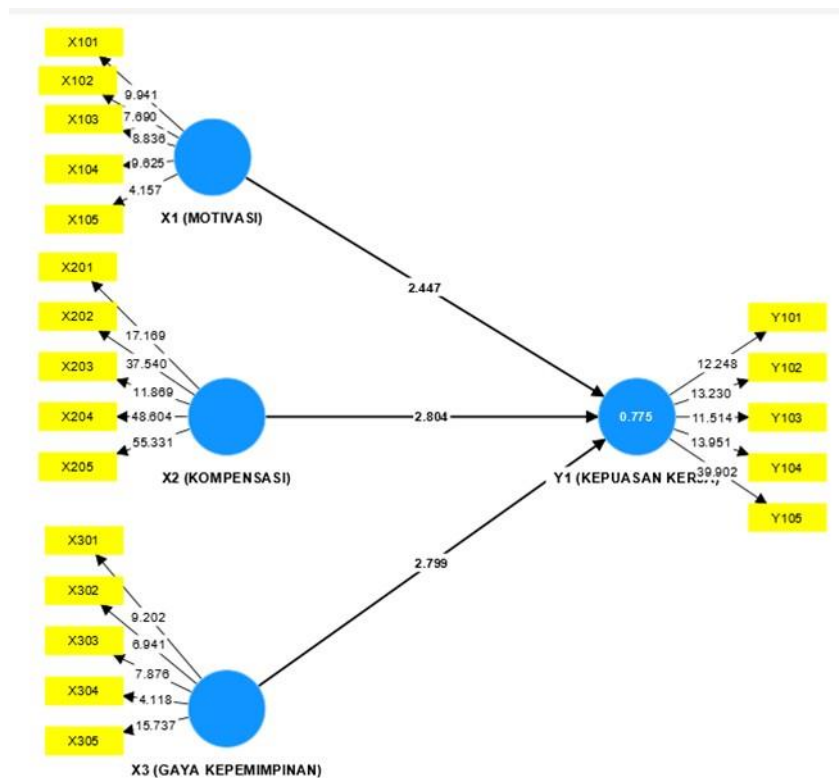 X101
X102
X103
X104
X105
9.941
7.690
8.836
9.625
4.157
X1 (MOTIVASI)
X201
X202
X203
X204
X205
17.169
37.540
11.869
48.604
55.331
X2 (KOMPENSASI)
X301
X302
X303
X304
X305
9.202
6.941
7.876
4.118
15.737
X3 (GAYA KEPEMIMPINAN)
2.447
2.804
2.799
0.775
Y1 (KEPUASAN KERJA)
12.248
13.230
11.514
13.951
39.902
Y101
Y102
Y103
Y104
Y105